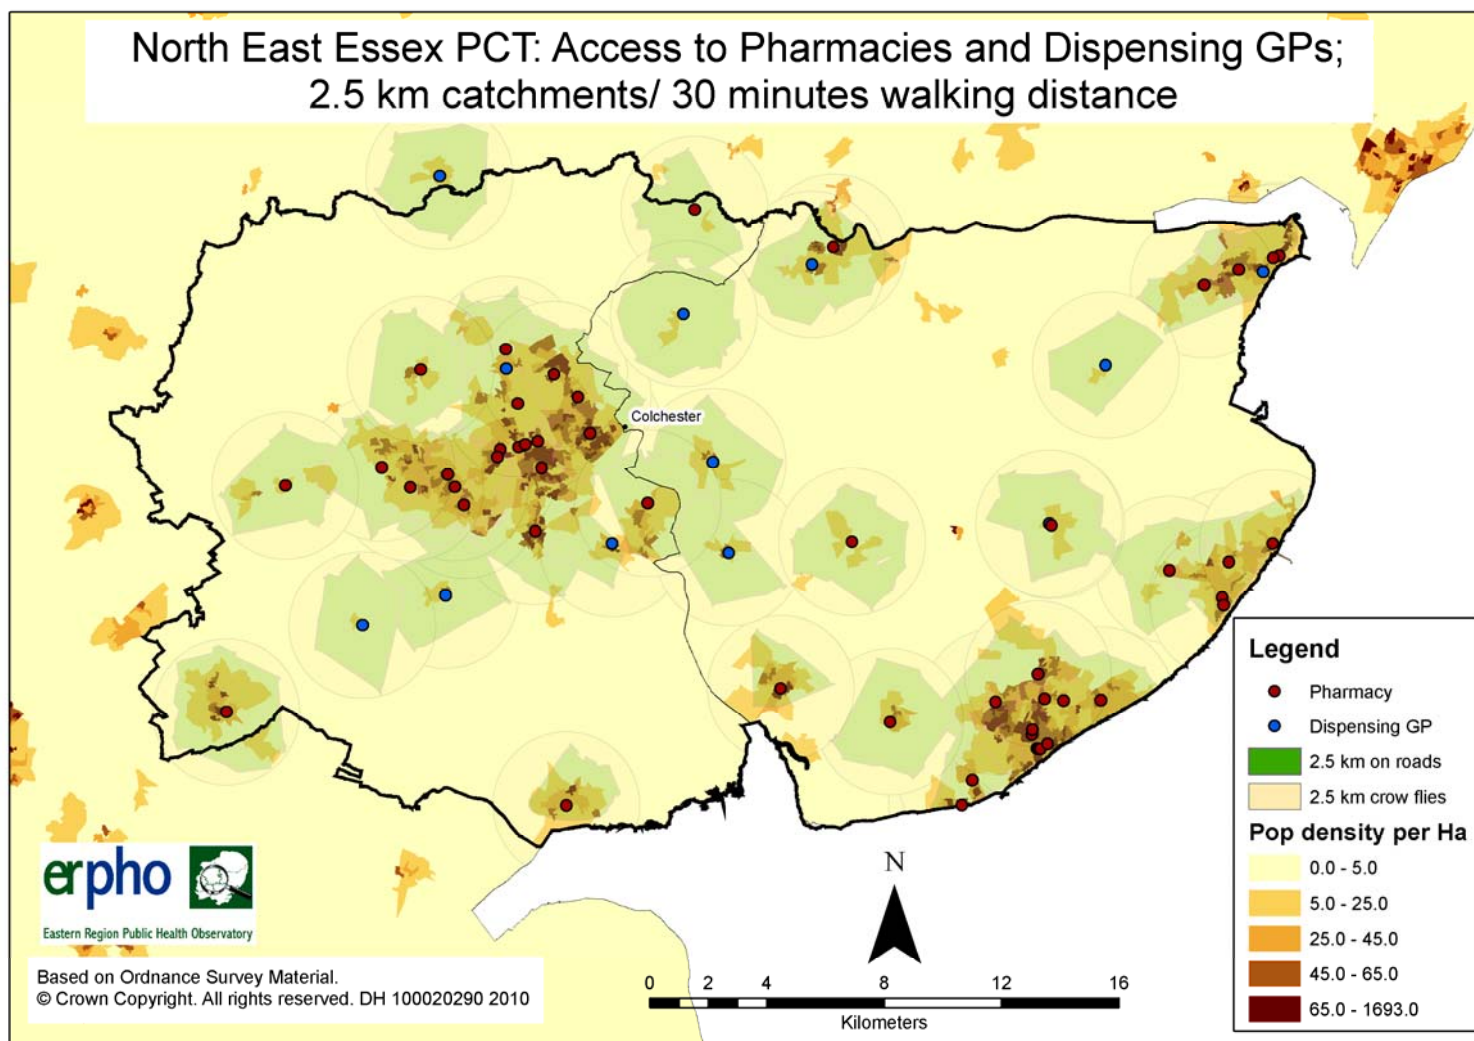 North East Essex PCT: Access to Pharmacies and Dispensing GPs;
2.5 km catchments/ 30 minutes walking distance
Colchester
Legend
Pharmacy
Dispensing GP
2.5 km on roads
2.5 km crow flies
Pop density per Ha
0.0 - 5.0
5.0 - 25.0
25.0 - 45.0
45.0 - 65.0
65.0 - 1693.0
erpho
Eastern Region Public Health Observatory
N
Based on Ordnance Survey Material.
© Crown Copyright. All rights reserved. DH 100020290 2010
0 2 4 8 12 16
Kilometers